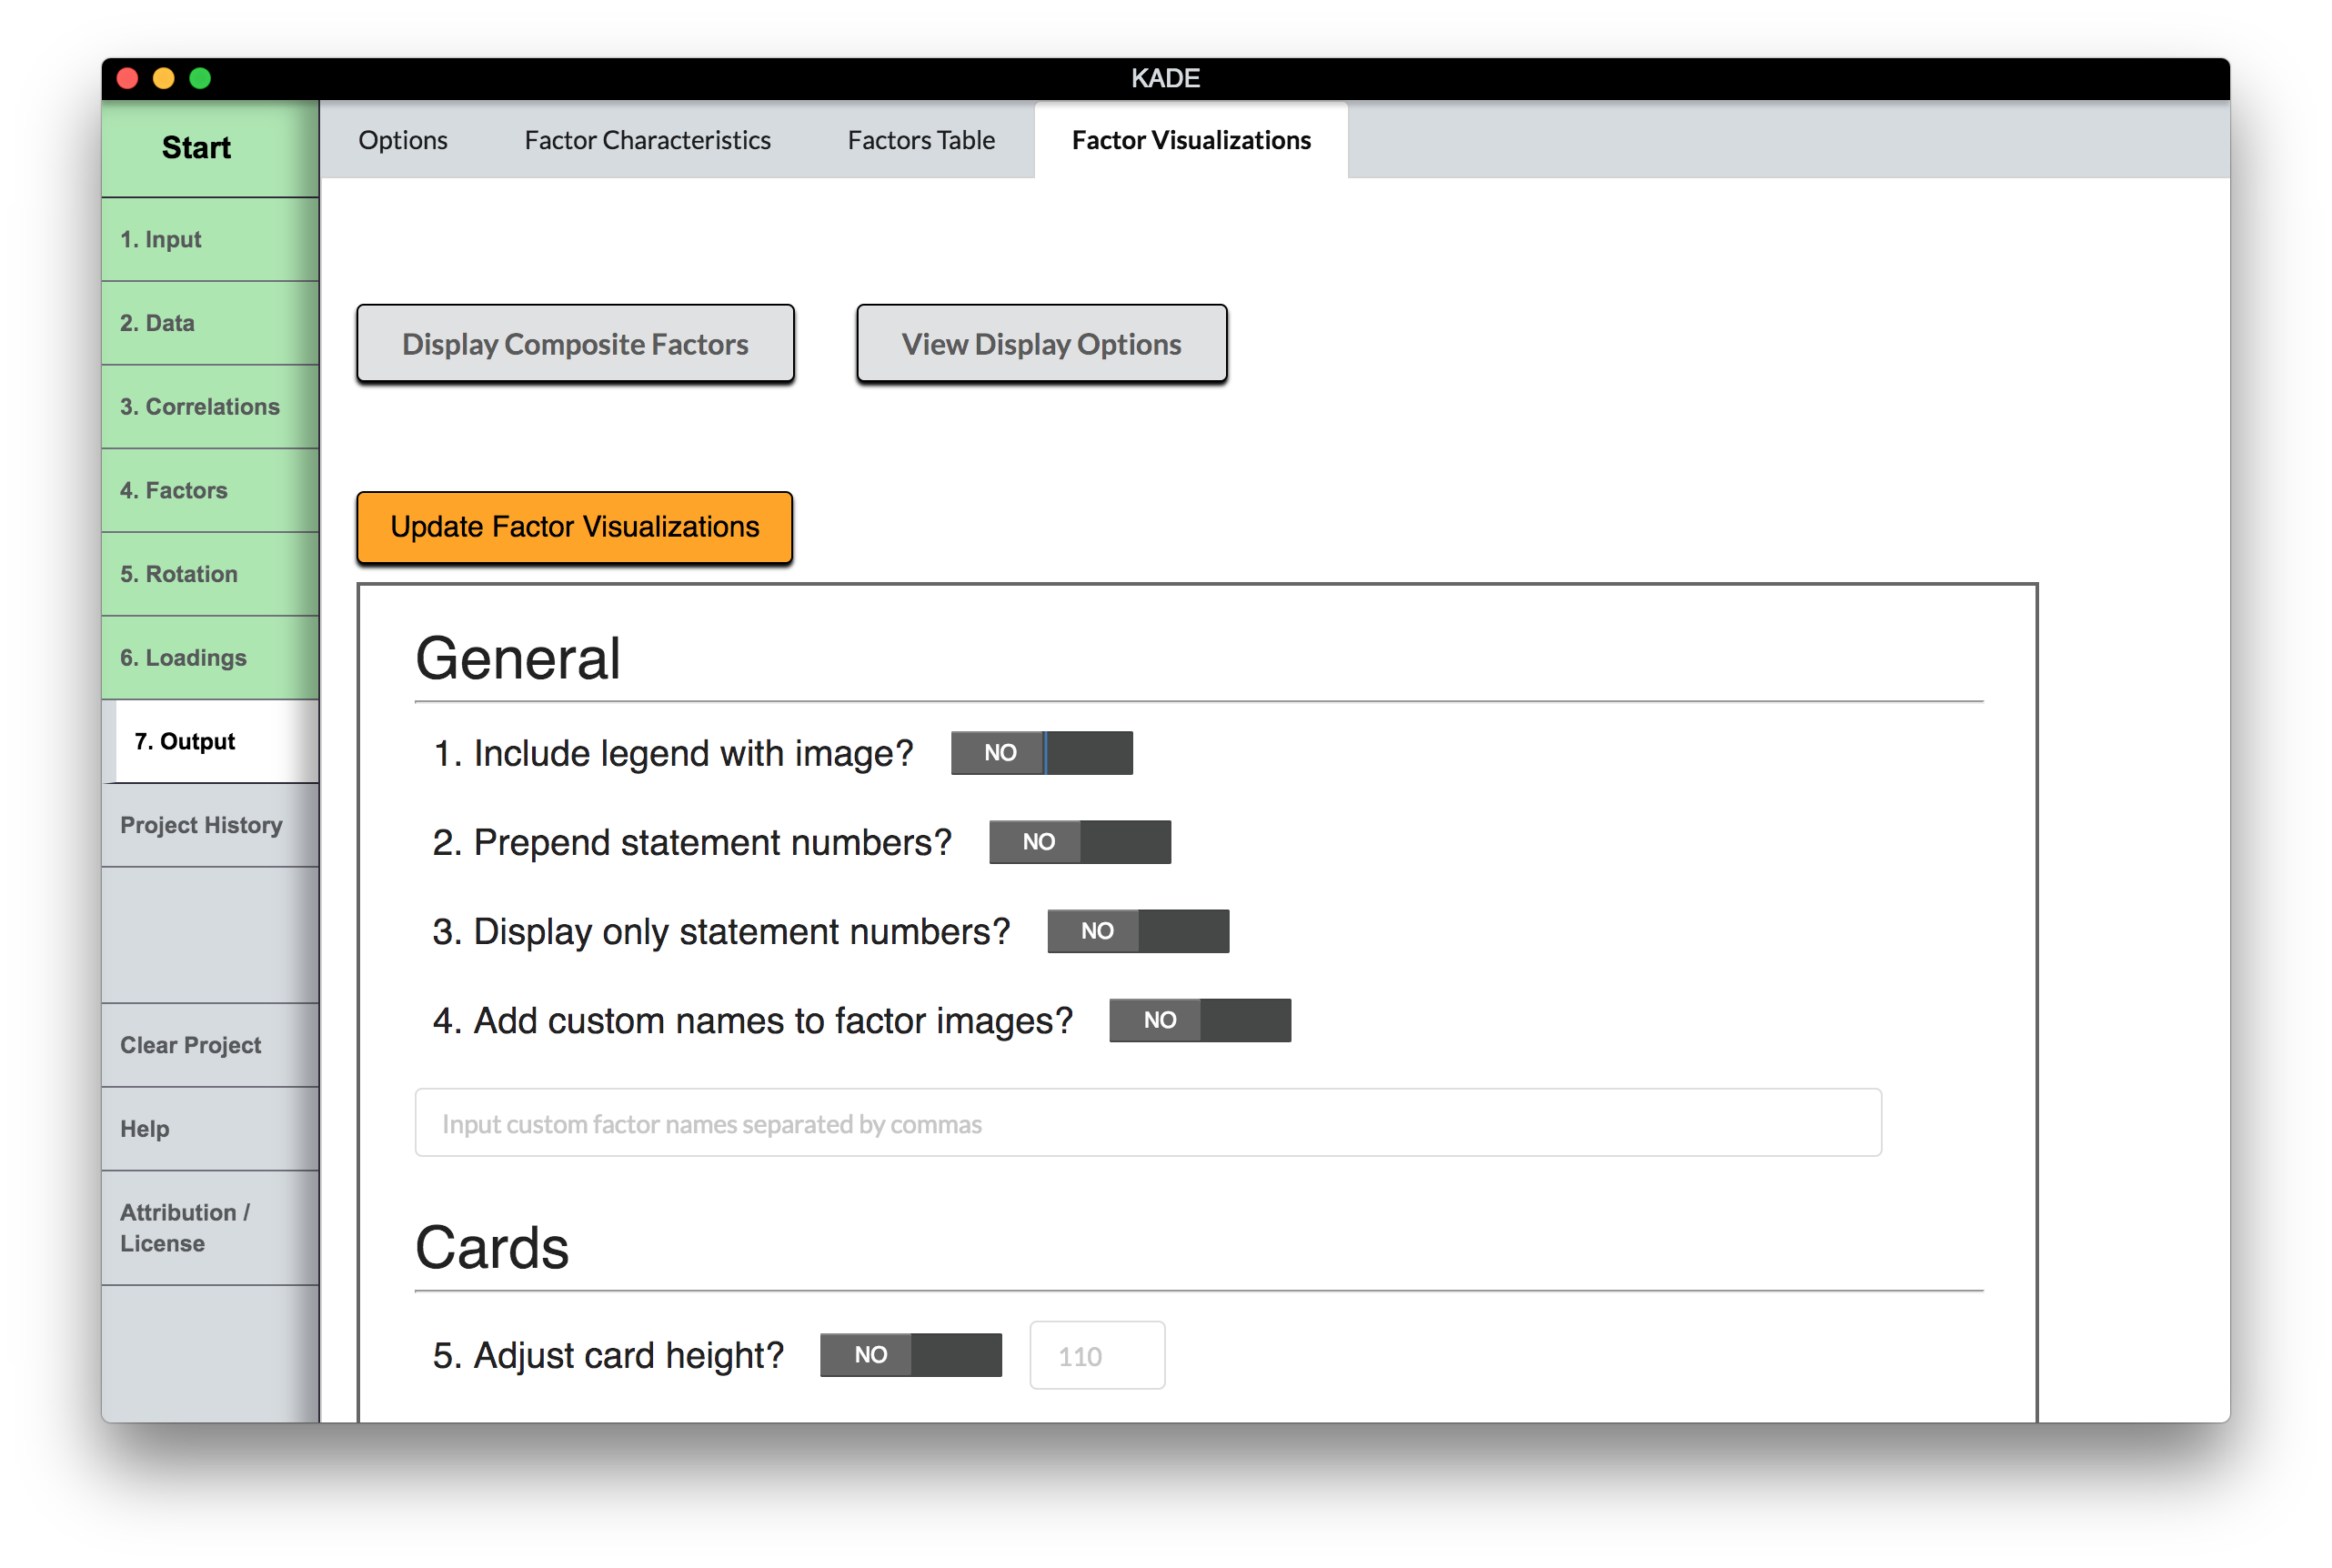 KADE
Start
1. Input
2. Data
3. Correlations
4. Factors
5. Rotation
6. Loadings
7. Output
Project History
Clear Project
Help
Attribution /
License
Options
Factor Characteristics
Factors Table
Factor Visualizations
Display Composite Factors
View Display Options
Update Factor Visualizations
General
1. Include legend with image? NO
2. Prepend statement numbers? NO
3. Display only statement numbers? NO
4. Add custom names to factor images? NO
Input custom factor names separated by commas
Cards
5. Adjust card height? NO 110